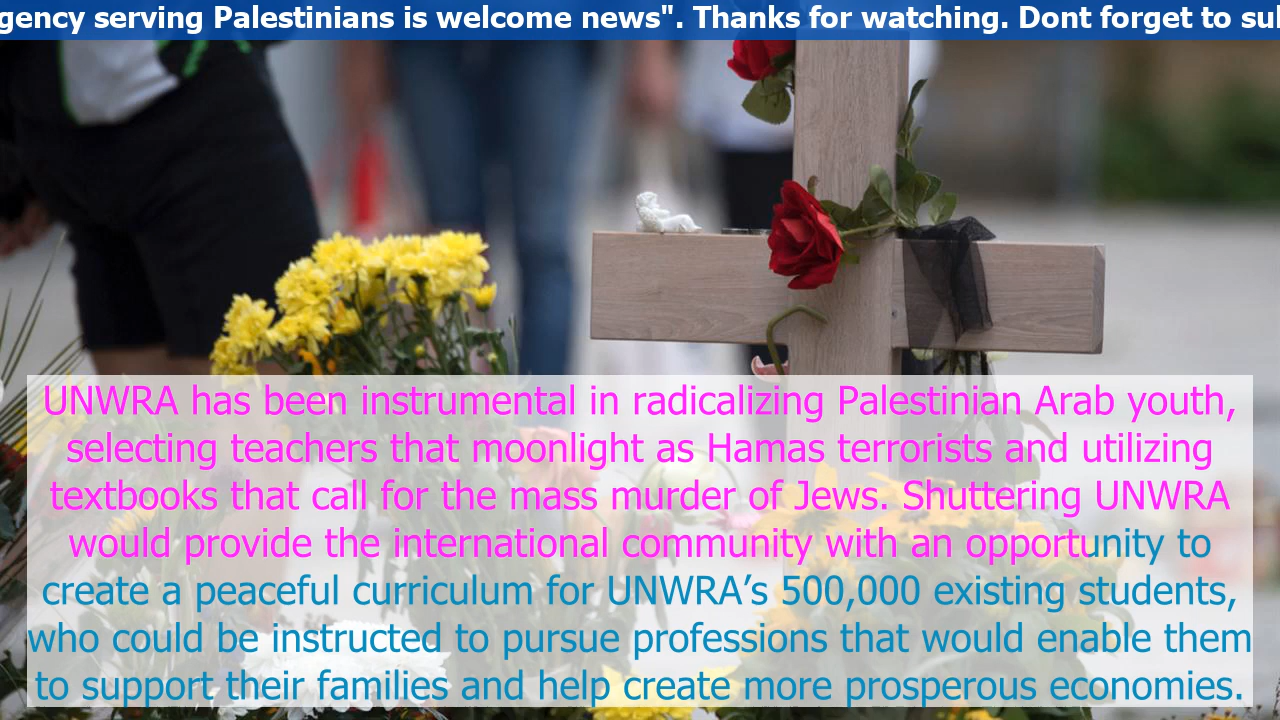 gency serving Palestinians is welcome news". Thanks for watching. Dont forget to su
UNWRA has been instrumental in radicalizing Palestinian Arab youth,
selecting teachers that moonlight as Hamas terrorists and utilizing
textbooks that call for the mass murder of Jews. Shuttering UNWRA
would provide the international community with an opportunity to
create a peaceful curriculum for UNWRA’s 500,000 existing students,
who could be instructed to pursue professions that would enable them
to support their families and help create more prosperous economies.